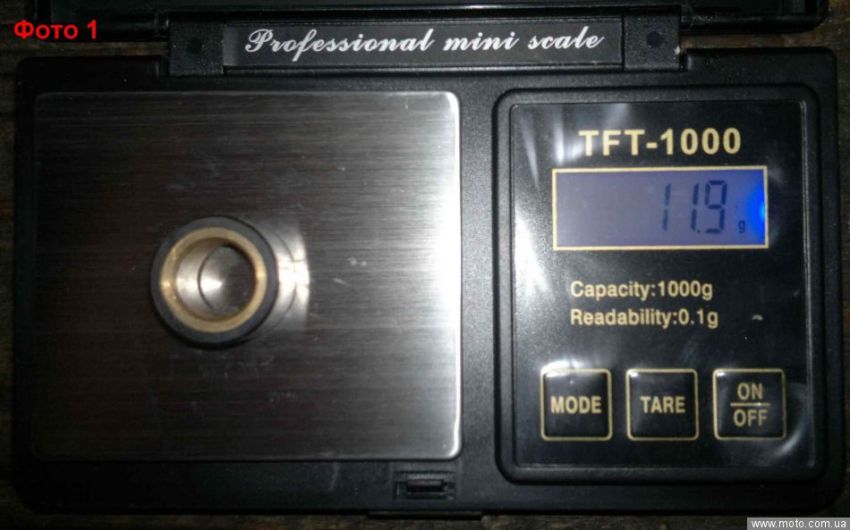 Фото 1
Professional mini scale
TFT-1000
11.9 g
Capacity:1000g
Readability:0.1g
MODE
TARE
ON
OFF
www.moto.com.ua